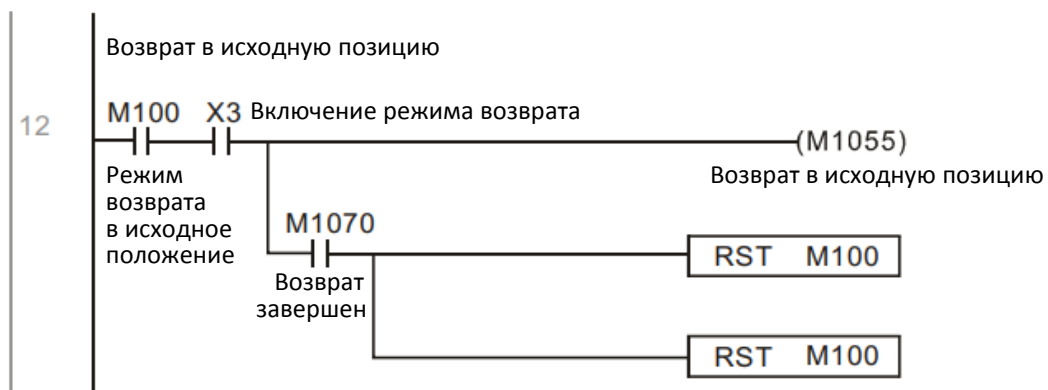 Возврат в исходную позицию
12
M100 X3 Включение режима возврата
(M1055)
Режим
возврата
в исходное
положение
Возврат в исходную позицию
M1070
RST M100
Возврат
завершен
RST M100